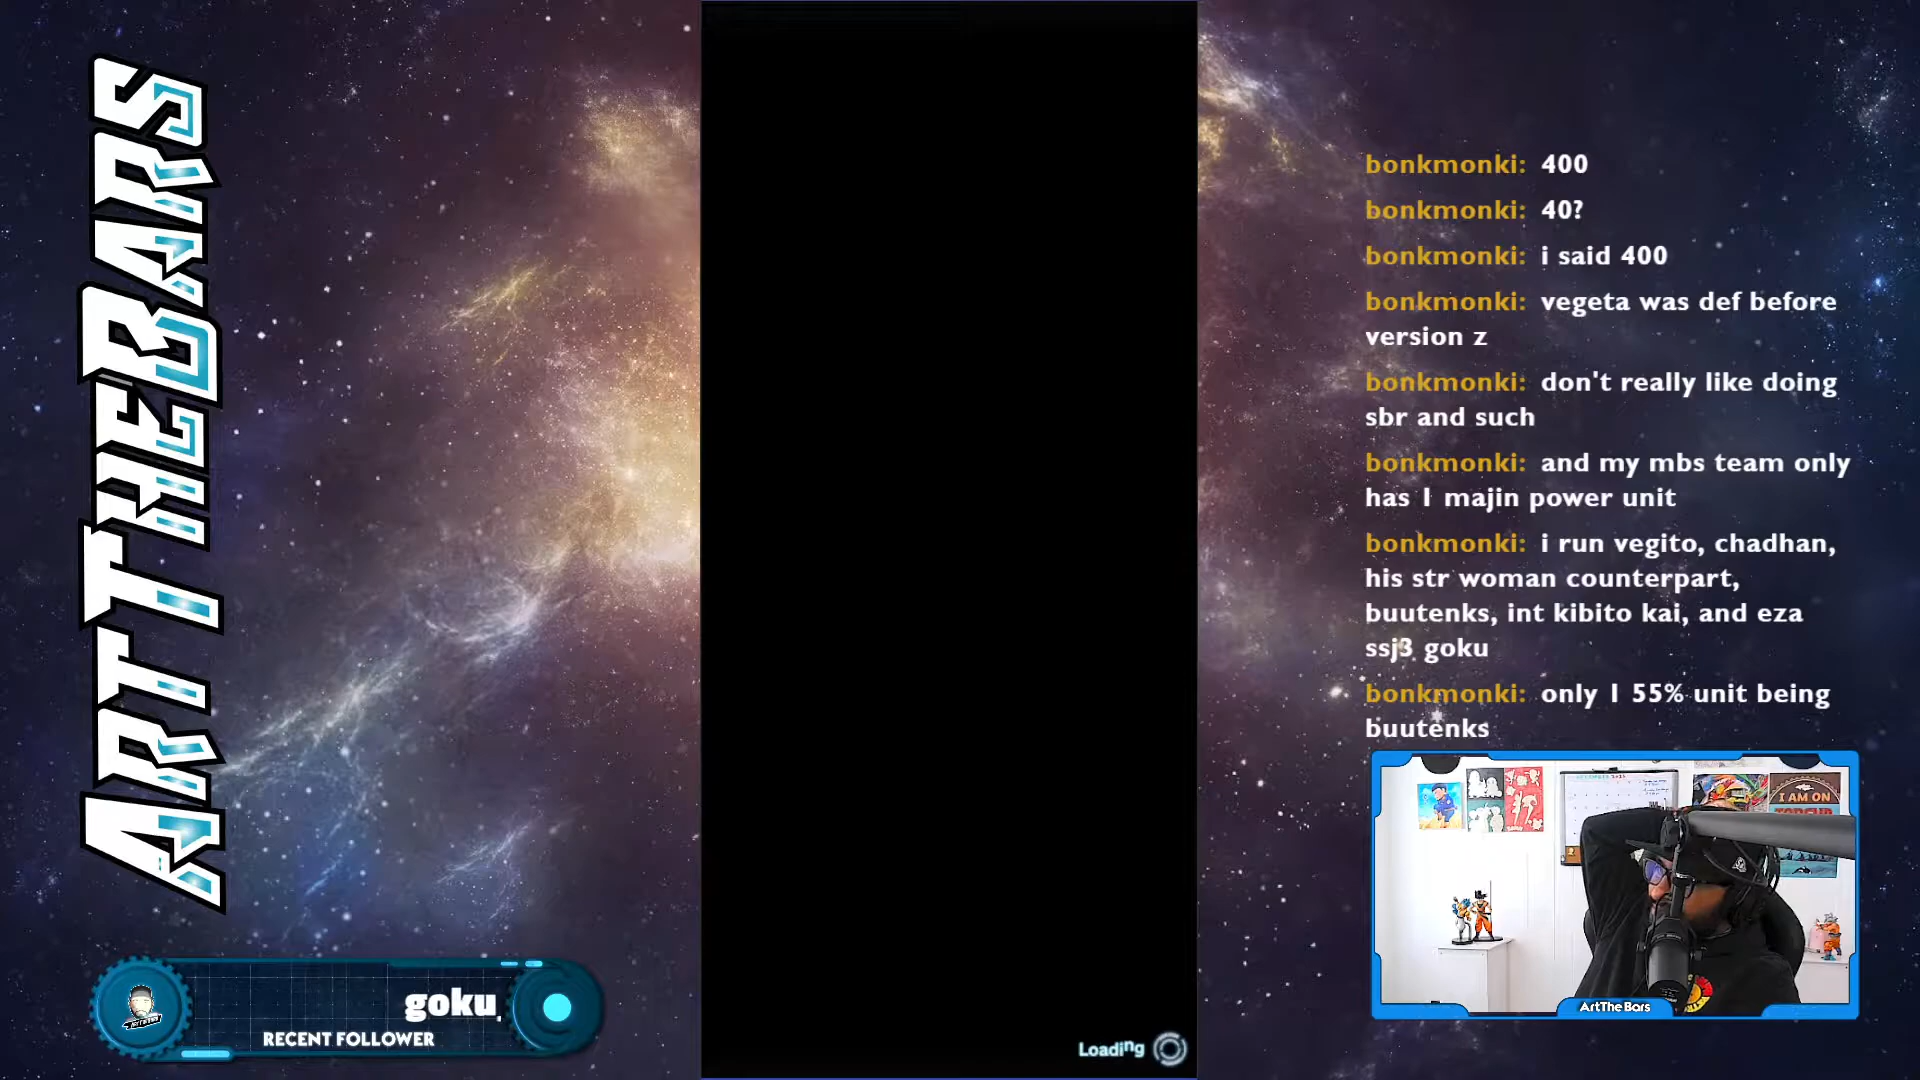 ARTTHEBARS
bonkmonki: 400
bonkmonki: 40?
bonkmonki: i said 400
bonkmonki: vegeta was def before
version z
bonkmonki: don't really like doing
sbr and such
bonkmonki: and my mbs team only
has 1 majin power unit
bonkmonki: i run vegito, chadhan,
his str woman counterpart,
buutenks, int kibito kai, and eza
ssj3 goku
bonkmonki: only 1 55% unit being
buutenks
I AM ON
ArtTheBars
goku
RECENT FOLLOWER
Loading